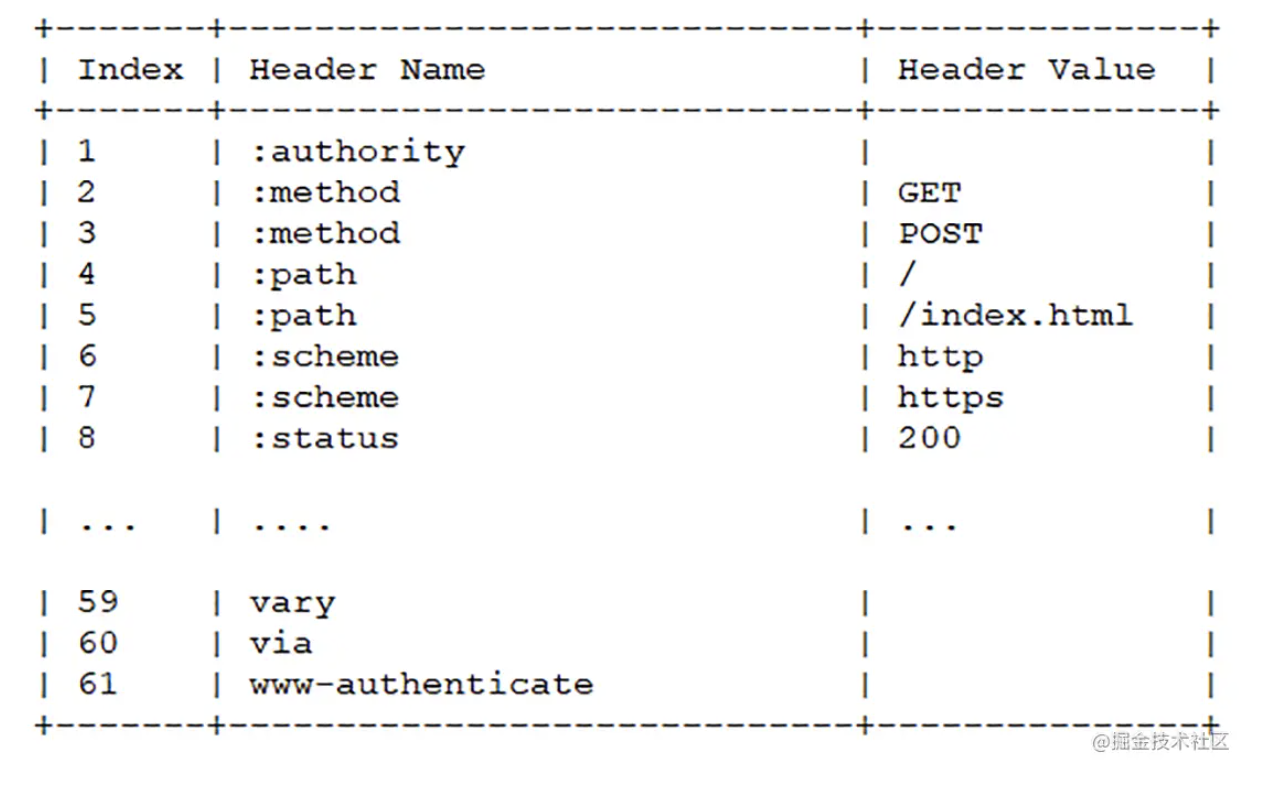 +-------+-----------------------------+---------------+
| Index | Header Name                 | Header Value  |
+-------+-----------------------------+---------------+
| 1     | :authority                  |               |
| 2     | :method                     | GET           |
| 3     | :method                     | POST          |
| 4     | :path                       | /             |
| 5     | :path                       | /index.html   |
| 6     | :scheme                     | http          |
| 7     | :scheme                     | https         |
| 8     | :status                     | 200           |
| ...   | ....                        | ...           |
| 59    | vary                        |               |
| 60    | via                         |               |
| 61    | www-authenticate            |               |
+-------+-----------------------------+---------------+
@掘金技术社区